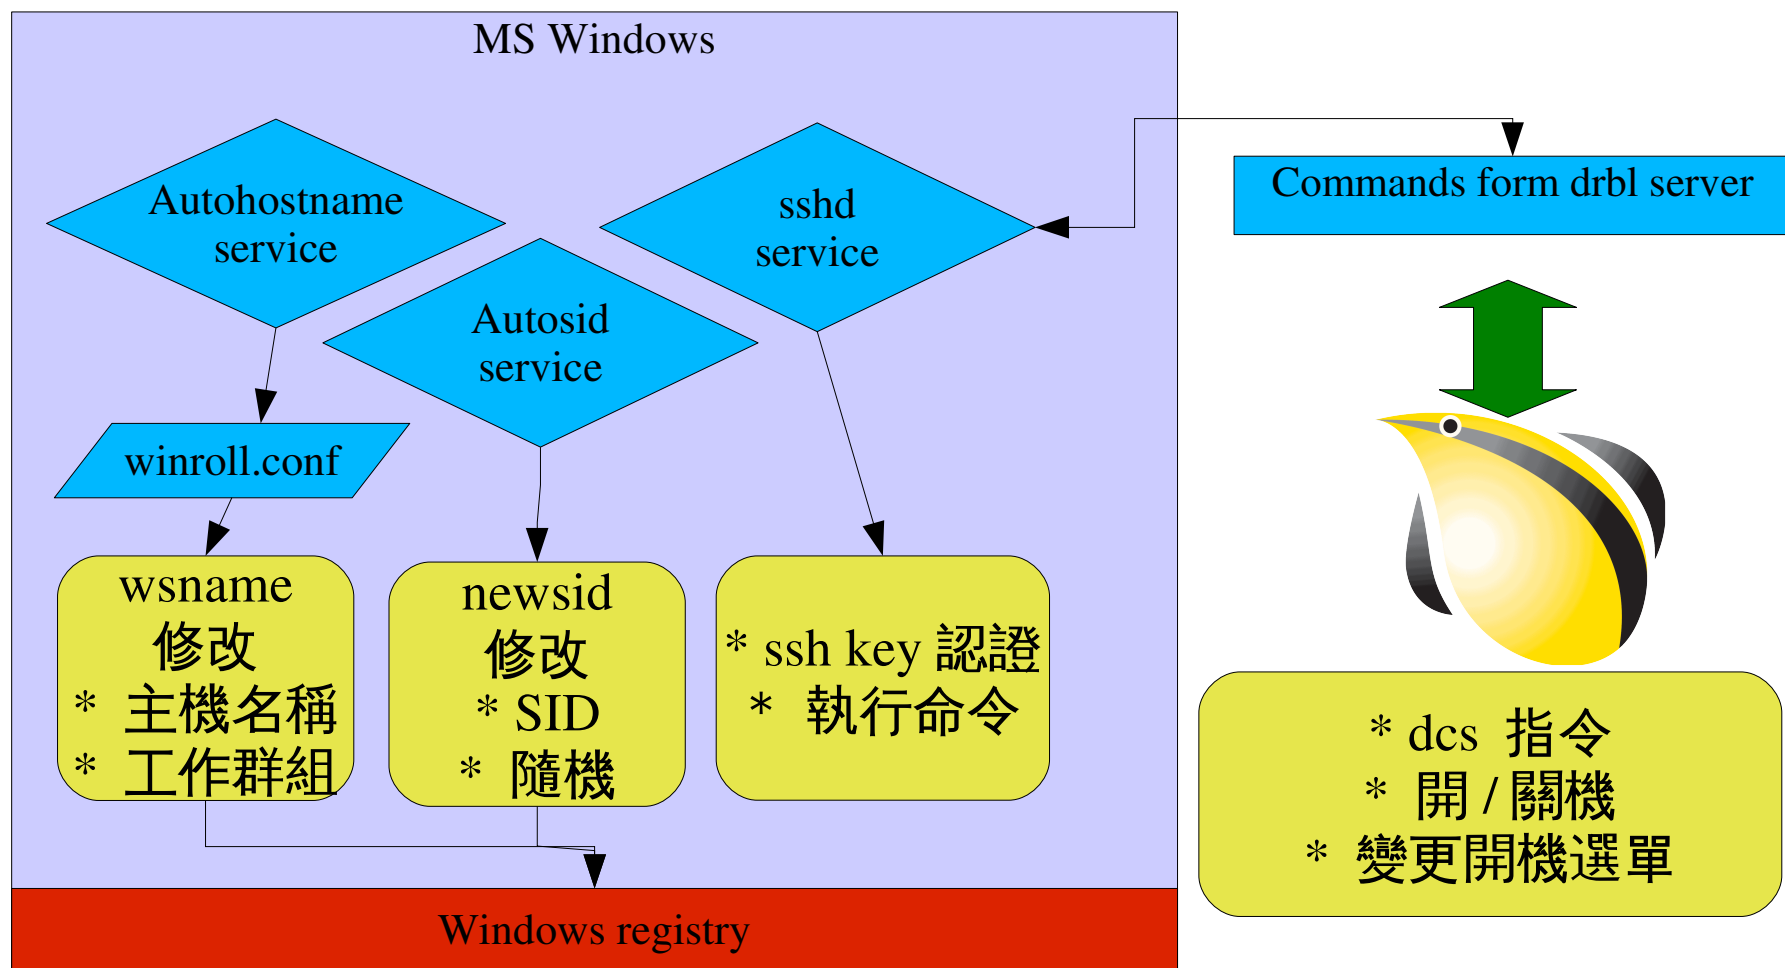 MS Windows
Autohostname
service
sshd
service
Commands form drbl server
Autosid
service
winroll.conf
wsname
修改
* 主機名稱
* 工作群組
newsid
修改
* SID
* 隨機
* ssh key 認證
* 執行命令
* dcs 指令
* 開 / 關機
* 變更開機選單
Windows registry